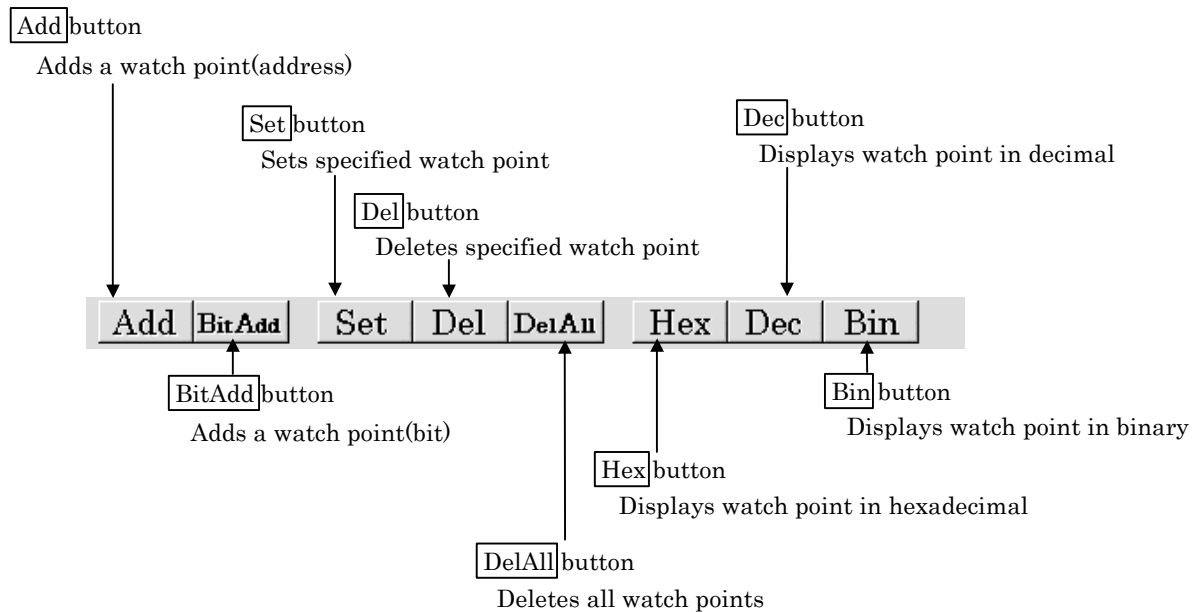 Add button
Adds a watch point(address)
Set button
Sets specified watch point
Dec button
Displays watch point in decimal
Del button
Deletes specified watch point
Add BitAdd Set Del DelAll Hex Dec Bin
BitAdd button
Adds a watch point(bit)
Bin button
Displays watch point in binary
Hex button
Displays watch point in hexadecimal
DelAll button
Deletes all watch points